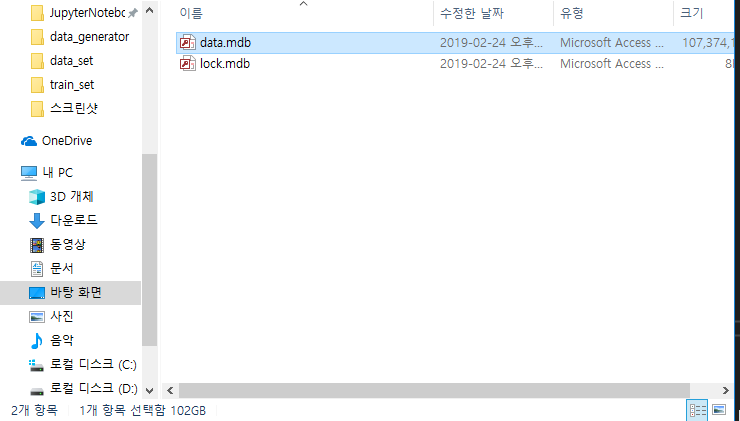 JupyterNoteb
data_generator
data_set
train_set
스크린샷
OneDrive
내 PC
3D 개체
다운로드
동영상
문서
바탕 화면
사진
음악
로컬 디스크 (C:)
로컬 디스크 (D:)
이름 수정한 날짜 유형 크기
data.mdb 2019-02-24 오후... Microsoft Access ... 107,374,1
lock.mdb 2019-02-24 오후... Microsoft Access ... 8
2개 항목 1개 항목 선택함 102GB